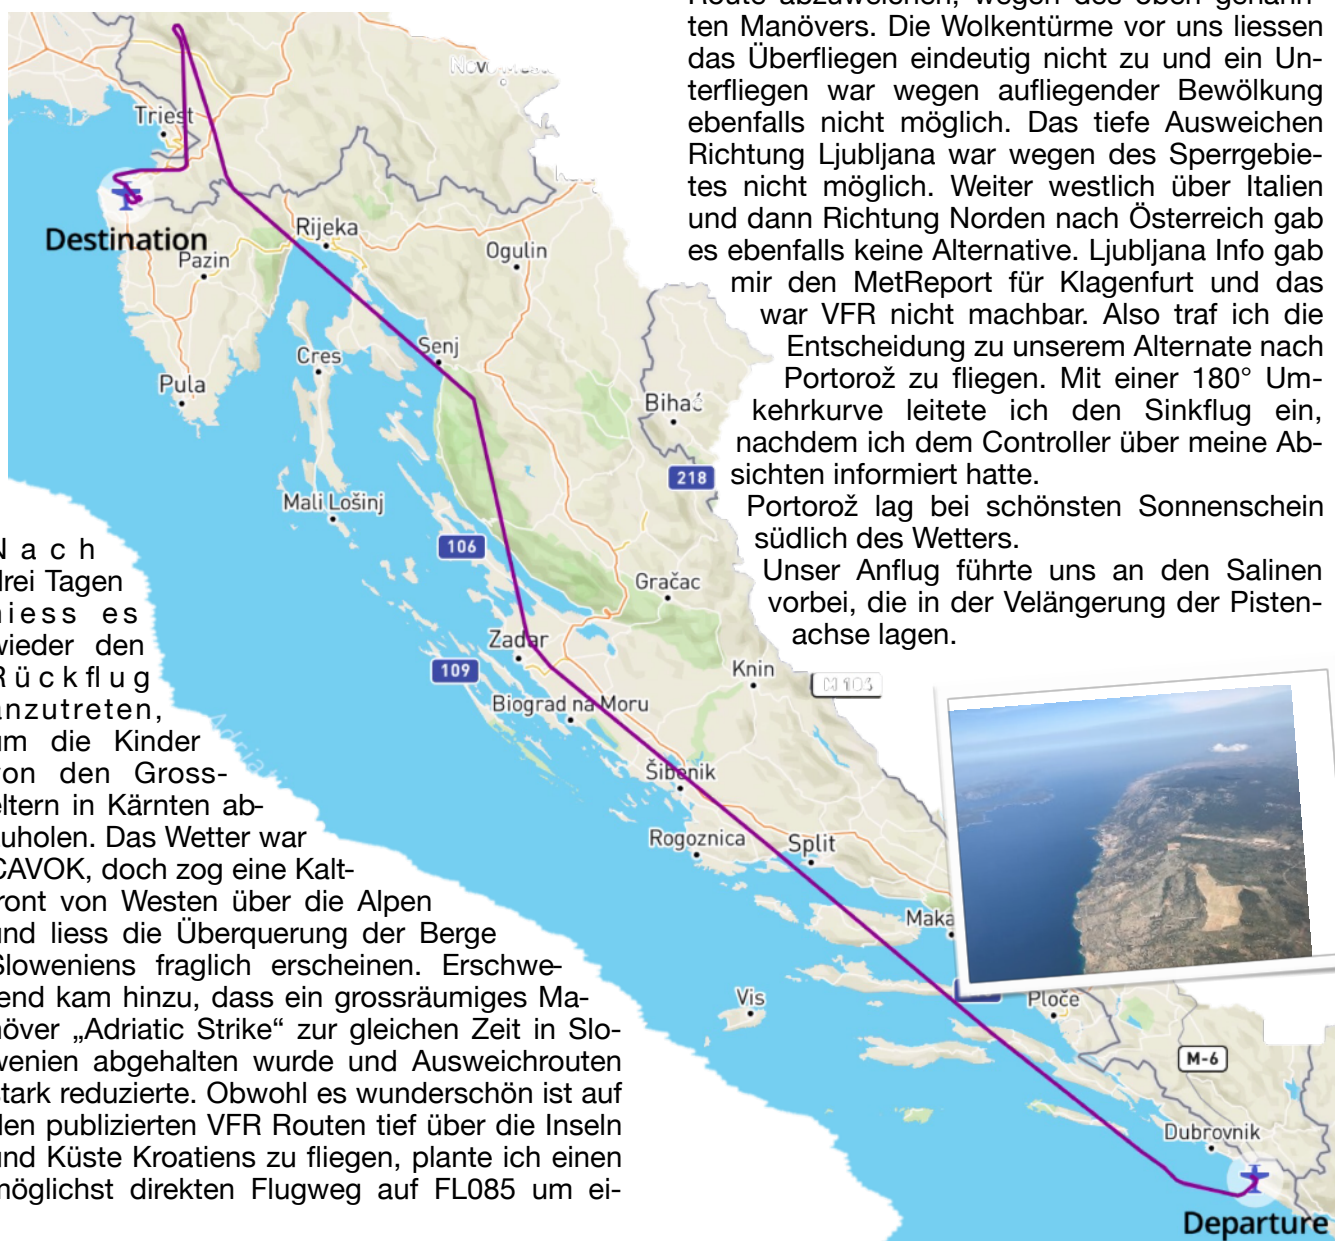 ten Manövers. Die Wolkentürme vor uns liessen
das Überfliegen eindeutig nicht zu und ein Un-
terfliegen war wegen aufliegender Bewölkung
ebenfalls nicht möglich. Das tiefe Ausweichen
Richtung Ljubljana war wegen des Sperrgebie-
tes nicht möglich. Weiter westlich über Italien
und dann Richtung Norden nach Österreich gab
es ebenfalls keine Alternative. Ljubljana Info gab
mir den MetReport für Klagenfurt und das
war VFR nicht machbar. Also traf ich die
Entscheidung zu unserem Alternate nach
Portorož zu fliegen. Mit einer 180° Um-
kehrkurve leitete ich den Sinkflug ein,
nachdem ich dem Controller über meine Ab-
sichten informiert hatte.
Portorož lag bei schönsten Sonnenschein
südlich des Wetters.
Unser Anflug führte uns an den Salinen
vorbei, die in der Velängerung der Pisten-
achse lagen.
Nach
drei Tagen
hiess es
wieder den
Rückflug
anzutreten,
um die Kinder
von den Gross-
eltern in Kärnten ab-
zuholen. Das Wetter war
CAVOK, doch zog eine Kalt-
front von Westen über die Alpen
und liess die Überquerung der Berge
Sloweniens fraglich erscheinen. Erschwe-
rend kam hinzu, dass ein grossräumiges Ma-
növer „Adriatic Strike“ zur gleichen Zeit in Slo-
wenien abgehalten wurde und Ausweichrouten
stark reduzierte. Obwohl es wunderschön ist auf
den publizierten VFR Routen tief über die Inseln
und Küste Kroatiens zu fliegen, plante ich einen
möglichst direkten Flugweg auf FL085 um ei-
Triest
Destination
Pazin
Rijeka
Ogulin
Cres
Senj
Pula
Bihać
218
Mali Lošinj
106
Gračac
Zadar
109
Knin
Biograd na Moru
Šibenik
Rogoznica
Split
Maka
Vis
Ploče
M-6
Dubrovnik
Departure